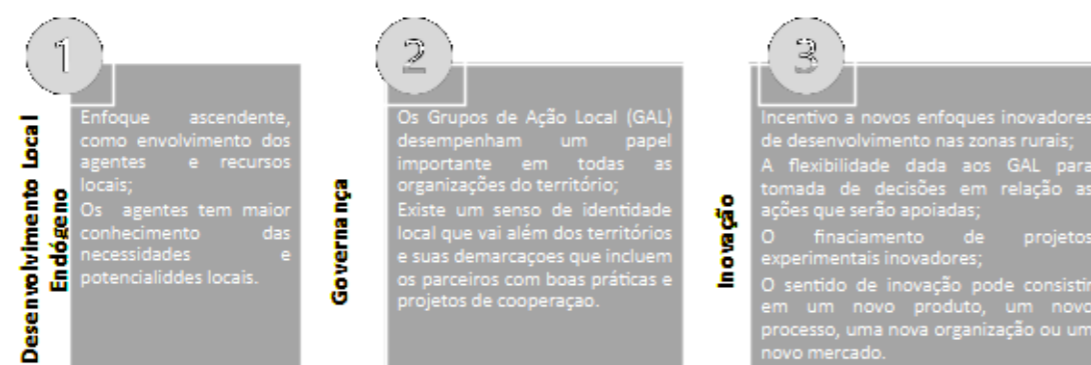 1
Desenvolvimento Local
Endógeno
Enfoque ascendente,
como envolvimento dos
agentes e recursos
locais;
Os agentes tem maior
conhecimento das
necessidades e
potencialiddes locais.
2
Governança
Os Grupos de Ação Local (GAL)
desempenham um papel
importante em todas as
organizações do território;
Existe um senso de identidade
local que vai além dos territórios
e suas demarcaçoes que incluem
os parceiros com boas práticas e
projetos de cooperaçao.
3
Inovação
Incentivo a novos enfoques inovadores
de desenvolvimento nas zonas rurais;
A flexibilidade dada aos GAL para
tomada de decisões em relação as
ações que serão apoiadas;
O finaciamento de projetos
experimentais inovadores;
O sentido de inovação pode consistir
em um novo produto, um novo
processo, uma nova organização ou um
novo mercado.